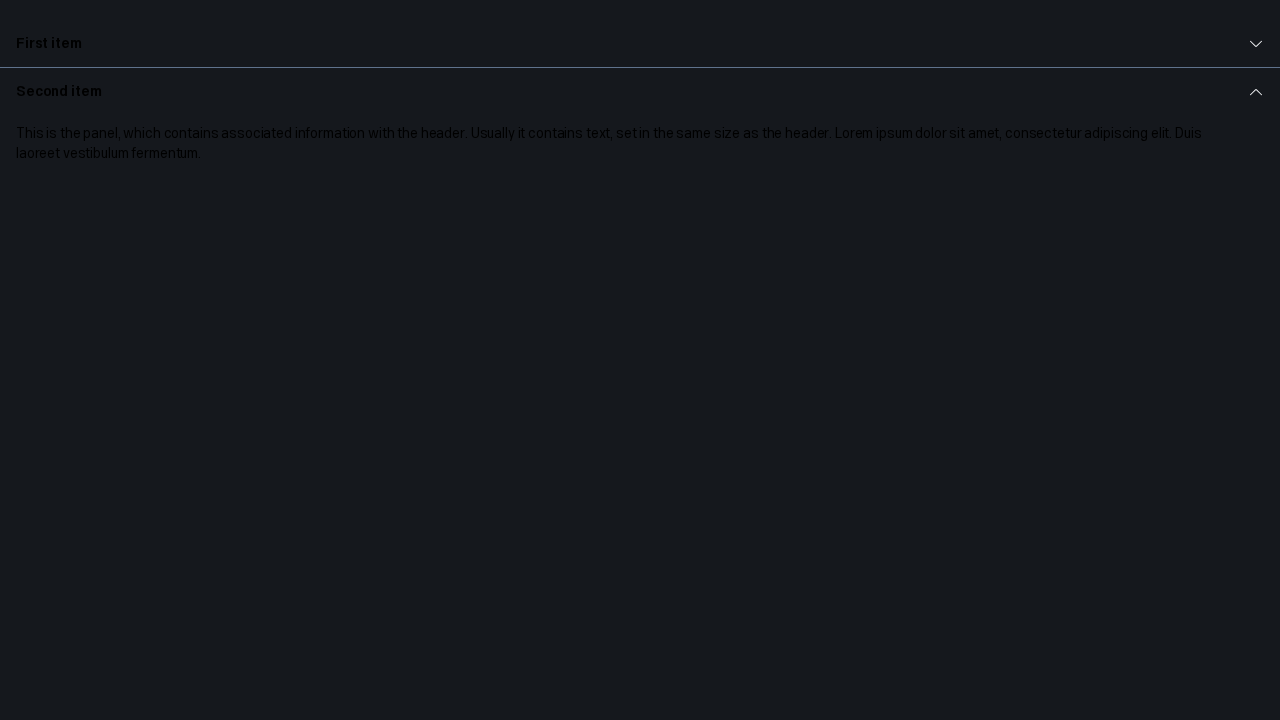 First item
Second item
This is the panel, which contains associated information with the header. Usually it contains text, set in the same size as the header. Lorem ipsum dolor sit amet, consectetur adipiscing elit. Duis
laoreet vestibulum fermentum.